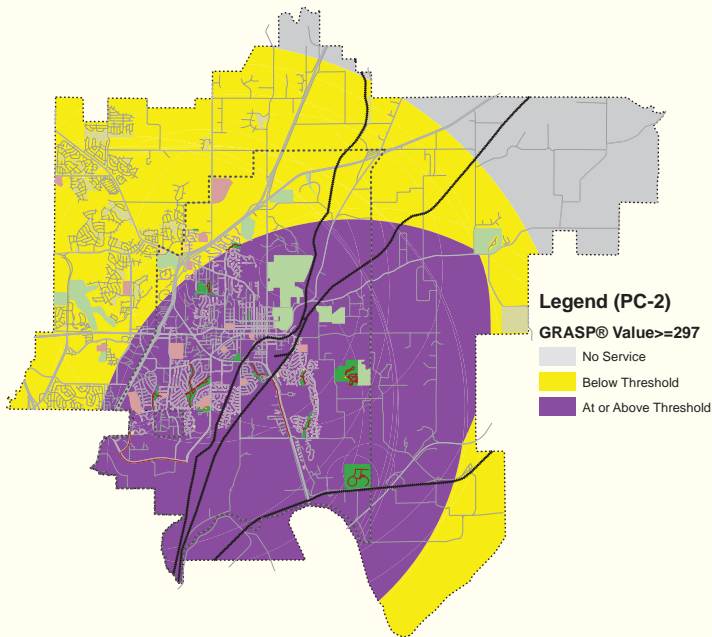 Legend (PC-2)
GRASP® Value>=297
No Service
Below Threshold
At or Above Threshold